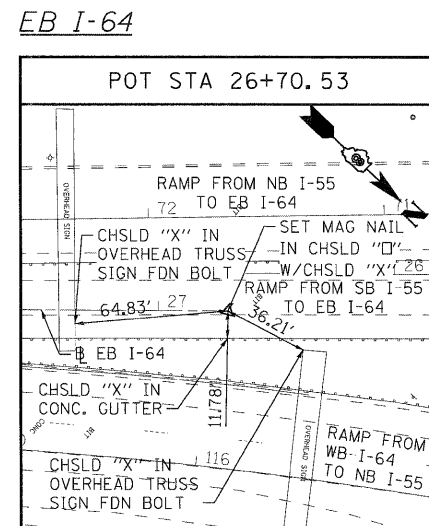 EB I-64
POT STA 26+70.53
N
RAMP FROM NB I-55
TO EB I-64
72
71
OVERHEAD SIGN
CHSLD "X" IN
OVERHEAD TRUSS
SIGN FDN BOLT
SET MAG NAIL
IN CHSLD "□"
W/CHSLD "X"
26
RAMP FROM SB I-55
TO EB I-64
64.83'
27
36.21'
B EB I-64
CHSLD "X" IN
CONC. GUTTER
11.78'
CONC
BIT
116
OVERHEAD SIGN
RAMP FROM
WB I-64
TO NB I-55
CHSLD "X" IN
OVERHEAD TRUSS
SIGN FDN BOLT